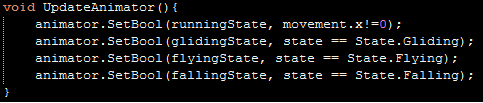 void UpdateAnimator(){
    animator.SetBool(runningState, movement.x!=0);
    animator.SetBool(glidingState, state == State.Gliding);
    animator.SetBool(flyingState, state == State.Flying);
    animator.SetBool(fallingState, state == State.Falling);
}